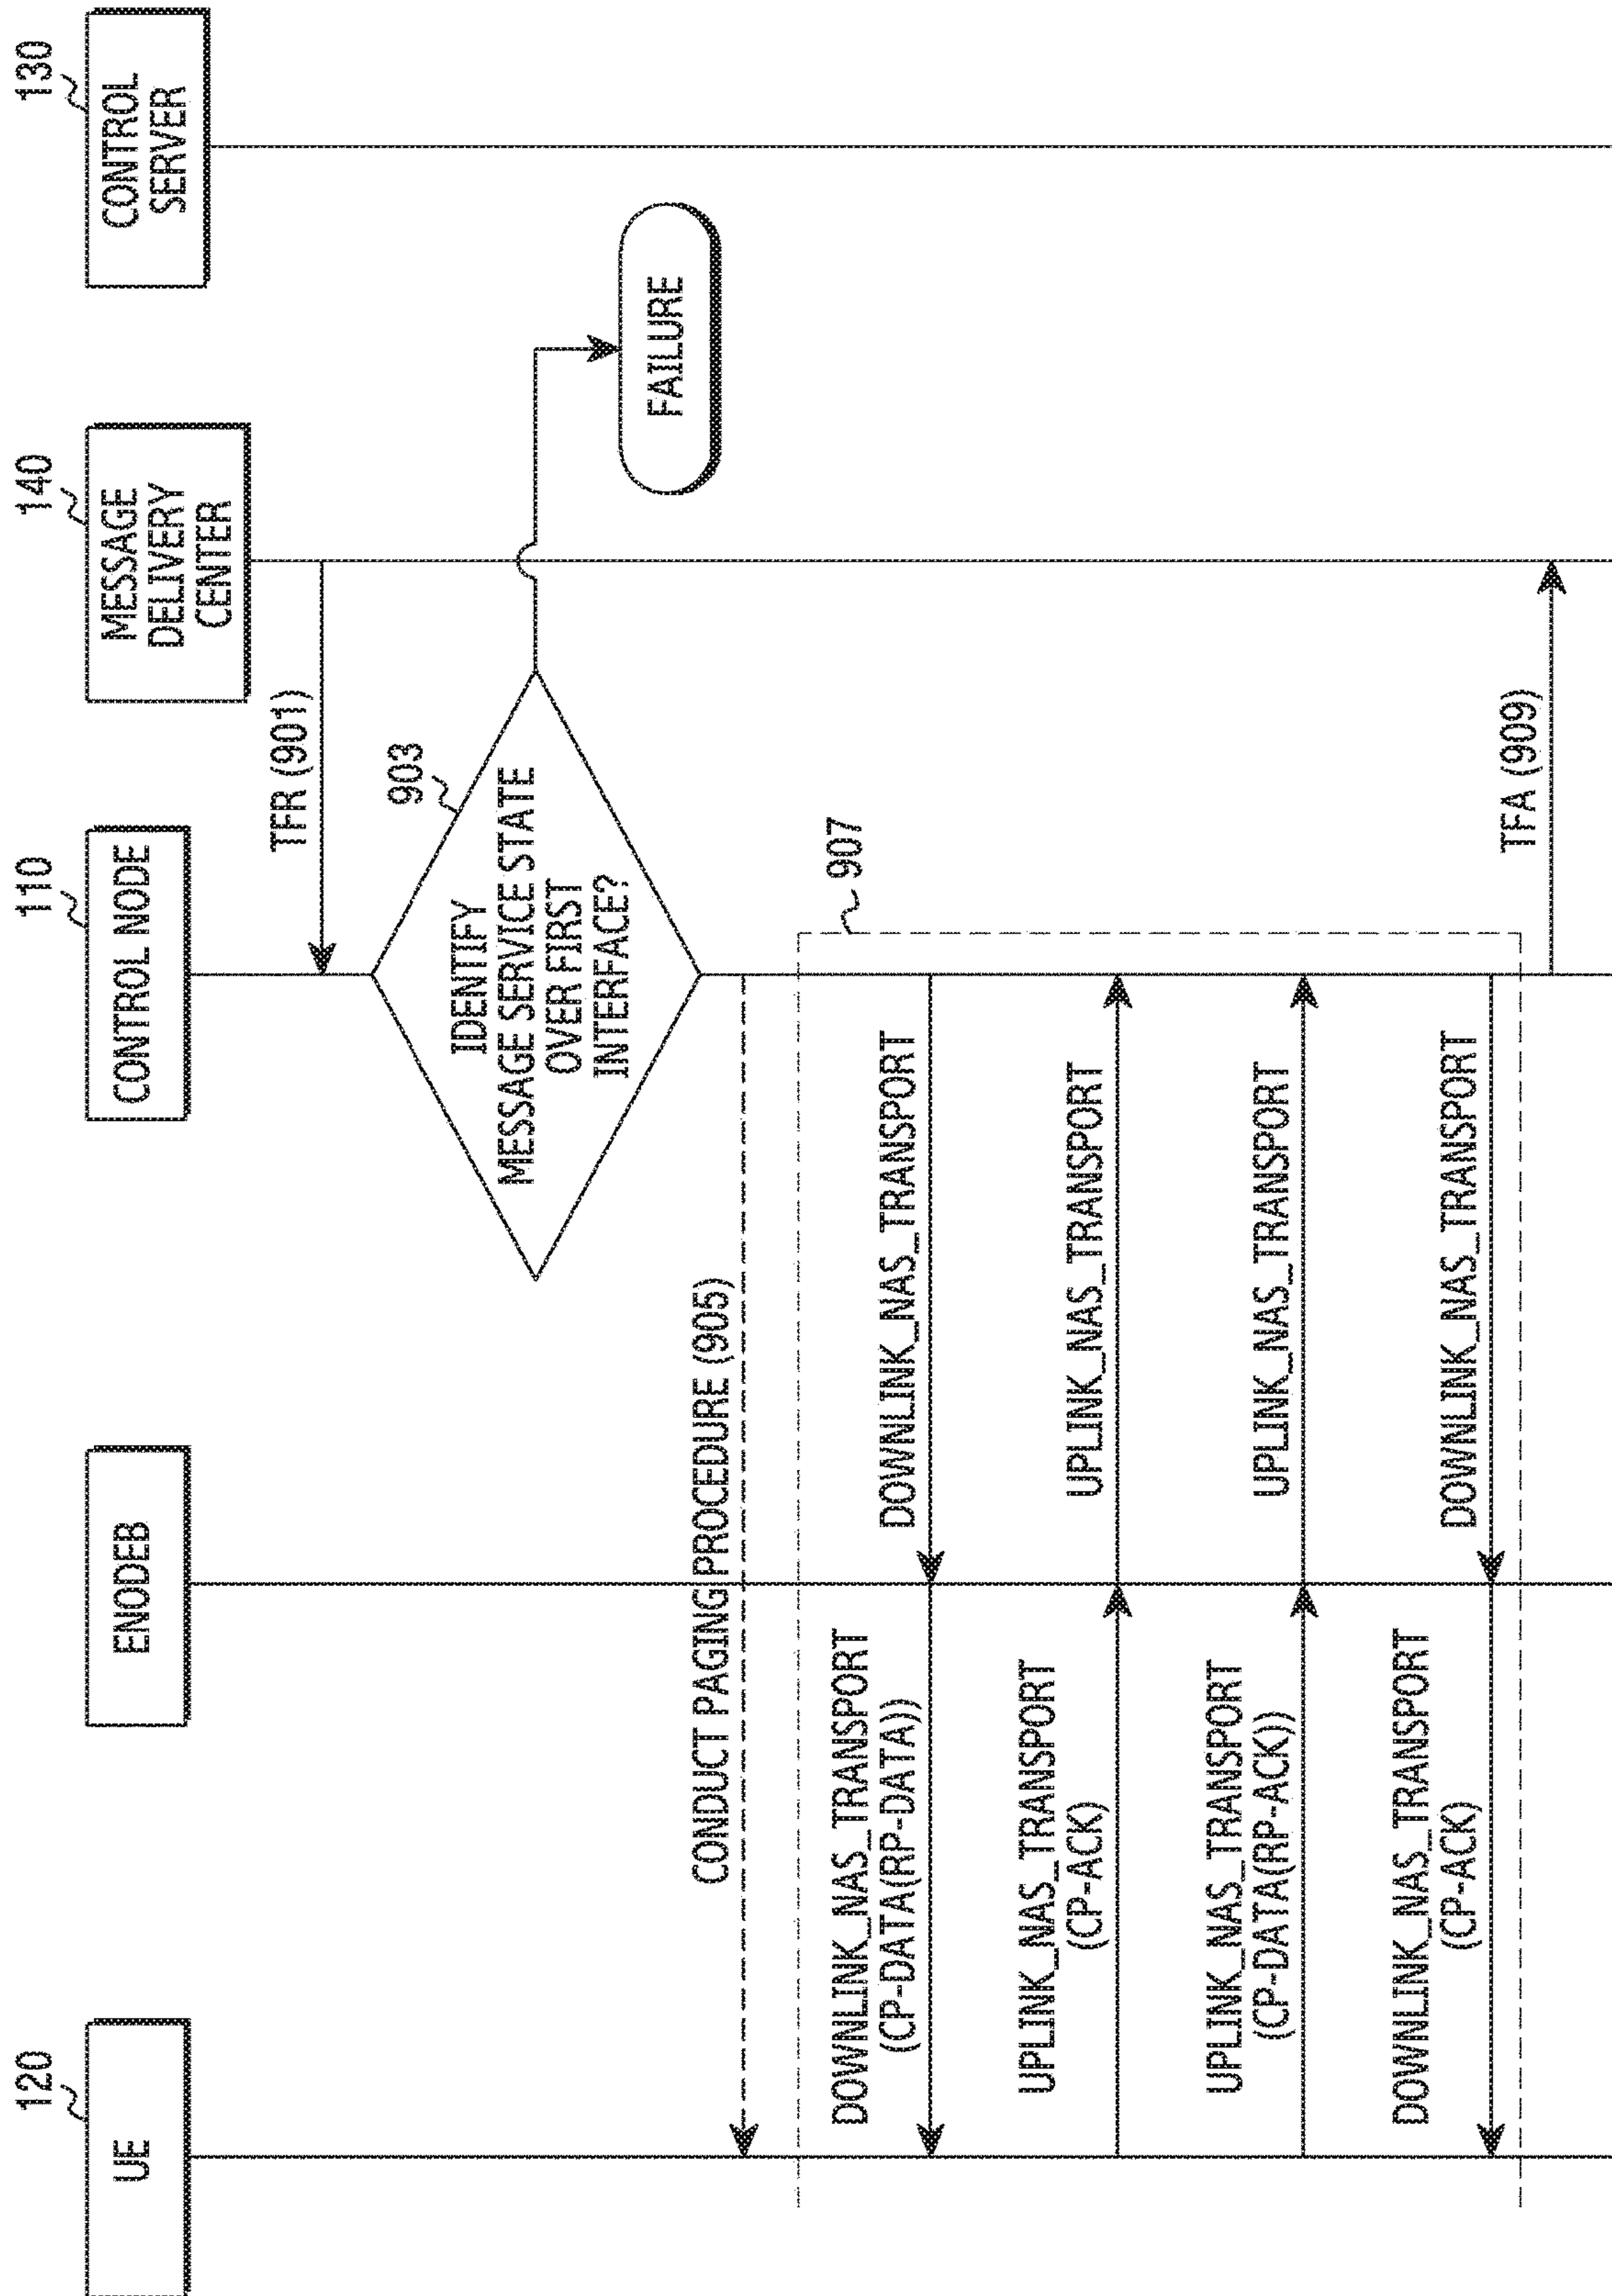 120
UE
ENODEB
110
CONTROL NODE
140
MESSAGE
DELIVERY
CENTER
130
CONTROL
SERVER
TFR (901)
903
IDENTIFY
MESSAGE SERVICE STATE
OVER FIRST
INTERFACE?
FAILURE
CONDUCT PAGING PROCEDURE (905)
907
DOWNLINK_NAS_TRANSPORT
(CP-DATA(RP-DATA))
DOWNLINK_NAS_TRANSPORT
UPLINK_NAS_TRANSPORT
(CP-ACK)
UPLINK_NAS_TRANSPORT
UPLINK_NAS_TRANSPORT
(CP-DATA(RP-ACK))
UPLINK_NAS_TRANSPORT
DOWNLINK_NAS_TRANSPORT
(CP-ACK)
DOWNLINK_NAS_TRANSPORT
TFA (909)